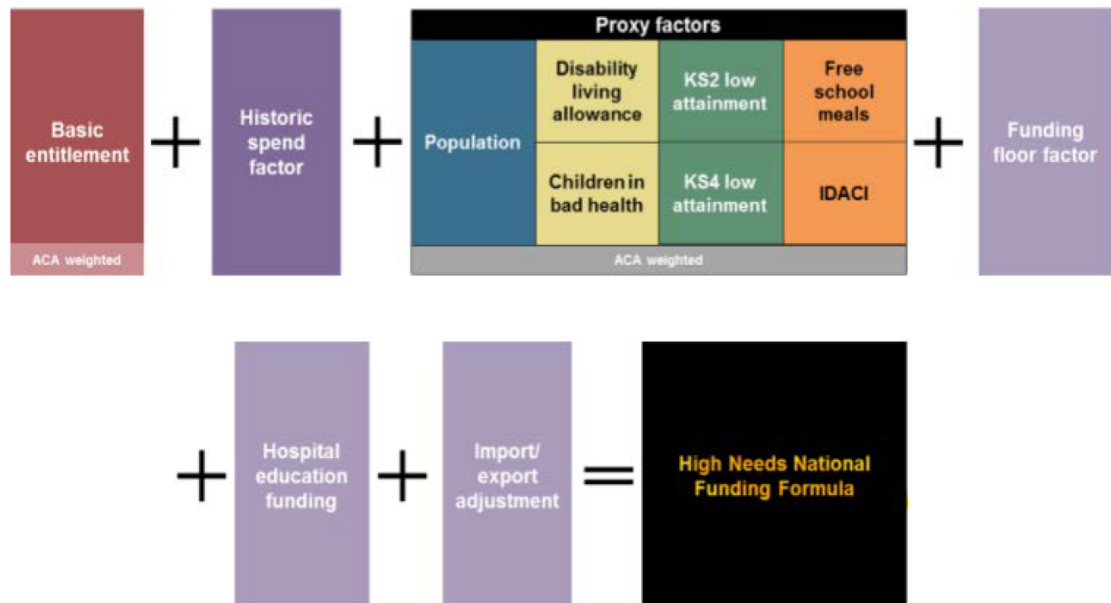 Basic
entitlement
ACA weighted
Historic
spend
factor
Proxy factors
Population
Disability
living
allowance
KS2 low
attainment
Free
school
meals
Children in
bad health
KS4 low
attainment
IDACI
ACA weighted
Funding
floor factor
Hospital
education
funding
Import/
export
adjustment
High Needs National
Funding Formula